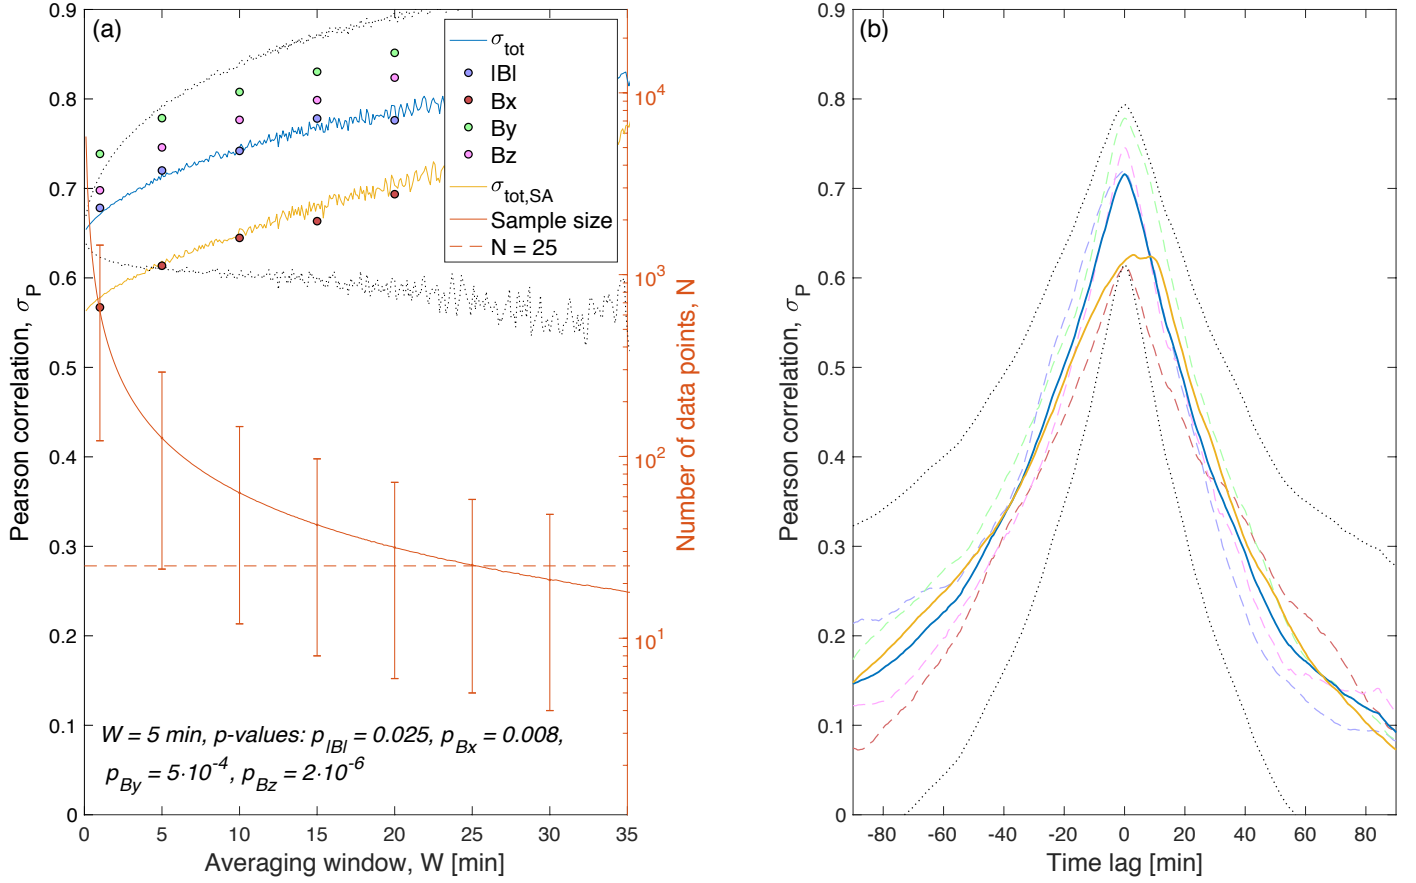 (a)
0.9
0.8
0.7
0.6
0.5
0.4
0.3
0.2
0.1
0
Pearson correlation, σP
σtot
|B|
Bx
By
Bz
σtot,SA
Sample size
N = 25
10^4
10^3
10^2
10^1
Number of data points, N
W = 5 min, p-values: p|B| = 0.025, pBx = 0.008,
pBy = 5·10^-4, pBz = 2·10^-6
0 5 10 15 20 25 30 35
Averaging window, W [min]
(b)
0.9
0.8
0.7
0.6
0.5
0.4
0.3
0.2
0.1
0
Pearson correlation, σP
-80 -60 -40 -20 0 20 40 60 80
Time lag [min]